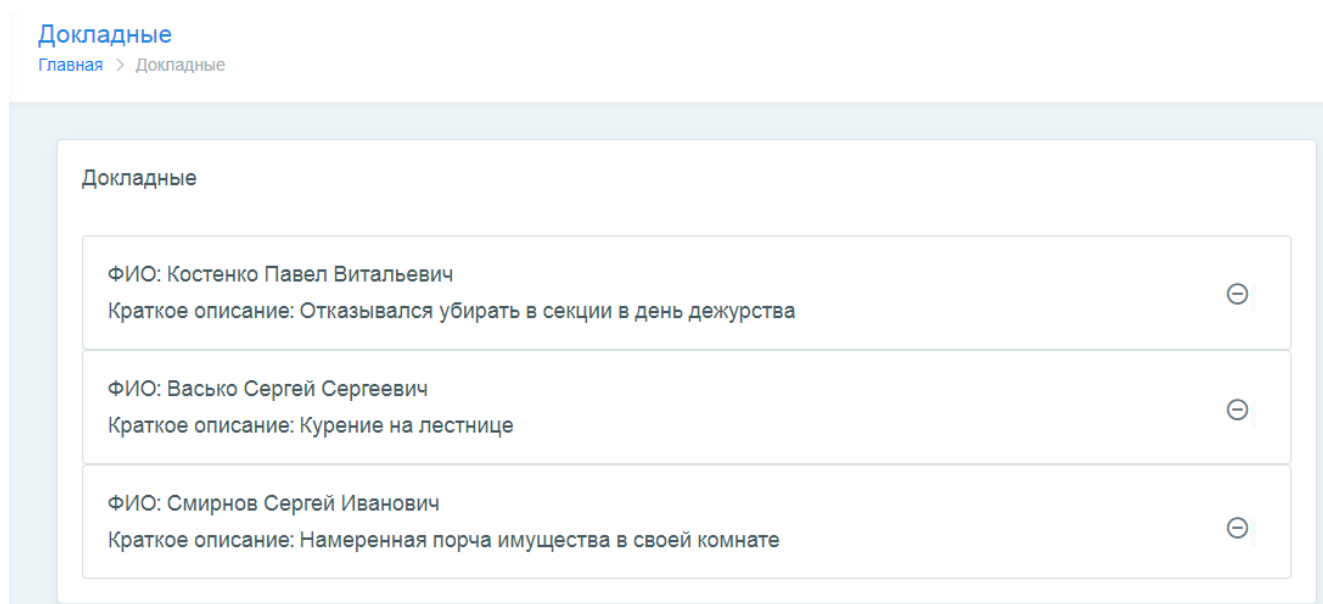 Докладные
Главная > Докладные
Докладные
ФИО: Костенко Павел Витальевич
Краткое описание: Отказывался убирать в секции в день дежурства
ФИО: Васько Сергей Сергеевич
Краткое описание: Курение на лестнице
ФИО: Смирнов Сергей Иванович
Краткое описание: Намеренная порча имущества в своей комнате